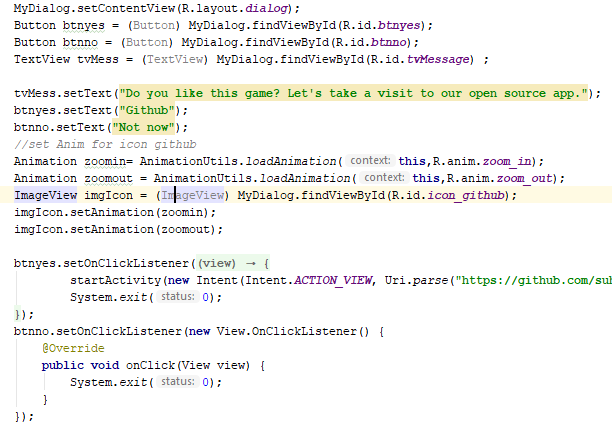 MyDialog.setContentView(R.layout.dialog);
Button btnyes = (Button) MyDialog.findViewById(R.id.btnyes);
Button btnno = (Button) MyDialog.findViewById(R.id.btnno);
TextView tvMess = (TextView) MyDialog.findViewById(R.id.tvMessage) ;
tvMess.setText("Do you like this game? Let's take a visit to our open source app.");
btnyes.setText("Github");
btnno.setText("Not now");
//set Anim for icon github
Animation zoomin= AnimationUtils.loadAnimation( context: this,R.anim.zoom_in);
Animation zoomout = AnimationUtils.loadAnimation( context: this,R.anim.zoom_out);
ImageView imgIcon = (ImageView) MyDialog.findViewById(R.id.icon_github);
imgIcon.setAnimation(zoomin);
imgIcon.setAnimation(zoomout);
btnyes.setOnClickListener((view) → {
startActivity(new Intent(Intent.ACTION_VIEW, Uri.parse("https://github.com/sul
System.exit( status: 0);
});
btnno.setOnClickListener(new View.OnClickListener() {
@Override
public void onClick(View view) {
System.exit( status: 0);
}
});